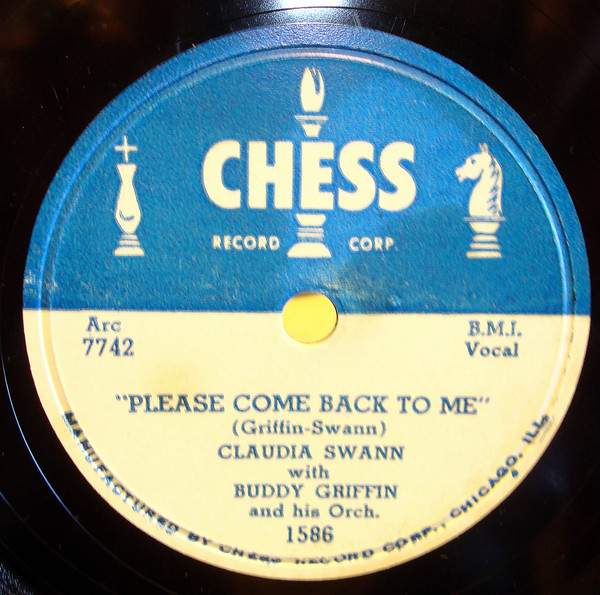 CHESS
RECORD CORP.
Arc
7742
B.M.I.
Vocal
"PLEASE COME BACK TO ME"
(Griffin-Swann)
CLAUDIA SWANN
with
BUDDY GRIFFIN
and his Orch.
1586
MANUFACTURED BY CHESS RECORD CORP., CHICAGO, ILL.